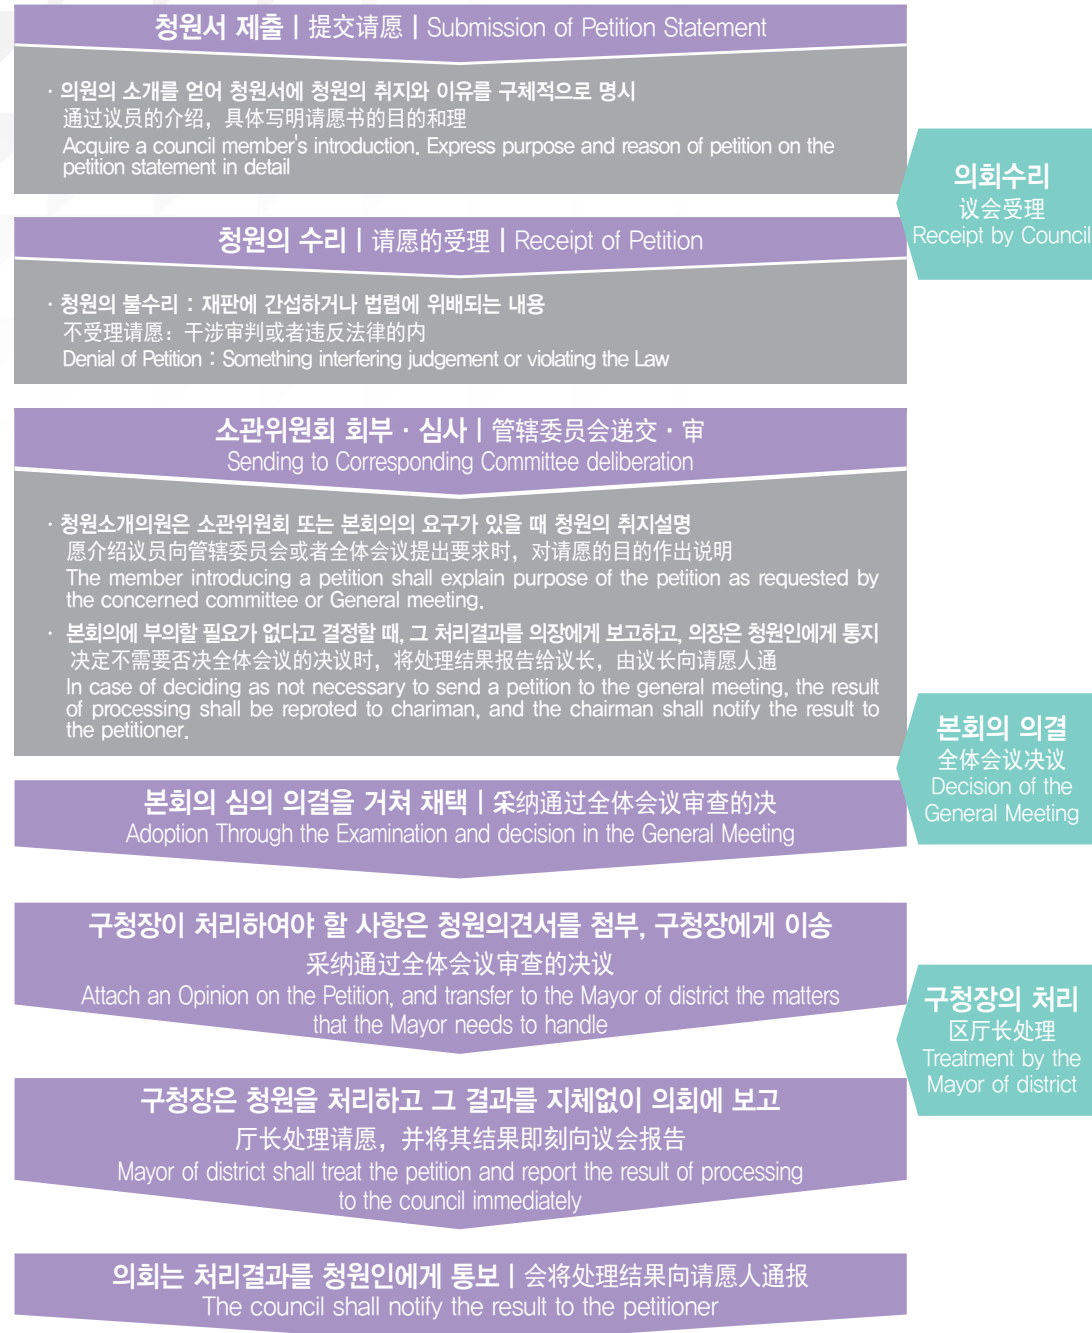 청원서 제출 | 提交请愿 | Submission of Petition Statement
· 의원의 소개를 얻어 청원서에 청원의 취지와 이유를 구체적으로 명시
通过议员的介绍，具体写明请愿书的目的和理
Acquire a council member's introduction. Express purpose and reason of petition on the
petition statement in detail
의회수리
议会受理
Receipt by Council
청원의 수리 | 请愿的受理 | Receipt of Petition
· 청원의 불수리 : 재판에 간섭하거나 법렵에 위배되는 내용
不受理请愿：干涉审判或者违反法律的内
Denial of Petition : Something interfering judgement or violating the Law
소관위원회 회부 · 심사 | 管辖委员会递交 · 审
Sending to Corresponding Committee deliberation
· 청원소개의원은 소관위원회 또는 본회의의 요구가 있을 때 청원의 취지설명
愿介绍议员向管辖委员会或者全体会议提出要求时，对请愿的目的作出说明
The member introducing a petition shall explain purpose of the petition as requested by
the concerned committee or General meeting.
· 본회의에 부의할 필요가 없다고 결정할 때, 그 처리결과를 의장에게 보고하고, 의장은 청원인에게 통지
决定不需要否决全体会议的决议时，将处理结果报告给议长，由议长向请愿人通
In case of deciding as not necessary to send a petition to the general meeting, the result
of processing shall be reproted to chariman, and the chairman shall notify the result to
the petitioner.
본회의 의결
全体会议决议
Decision of the
General Meeting
본회의 심의 의결을 거쳐 채택 | 采纳通过全体会议审查的决
Adoption Through the Examination and decision in the General Meeting
구청장이 처리하여야 할 사항은 청원의견서를 첨부, 구청장에게 이송
采纳通过全体会议审查的决议
Attach an Opinion on the Petition, and transfer to the Mayor of district the matters
that the Mayor needs to handle
구청장의 처리
区厅长处理
Treatment by the
Mayor of district
구청장은 청원을 처리하고 그 결과를 지체없이 의회에 보고
厅长处理请愿，并将其结果即刻向议会报告
Mayor of district shall treat the petition and report the result of processing
to the council immediately
의회는 처리결과를 청원인에게 통보 | 会将处理结果向请愿人通报
The council shall notify the result to the petitioner